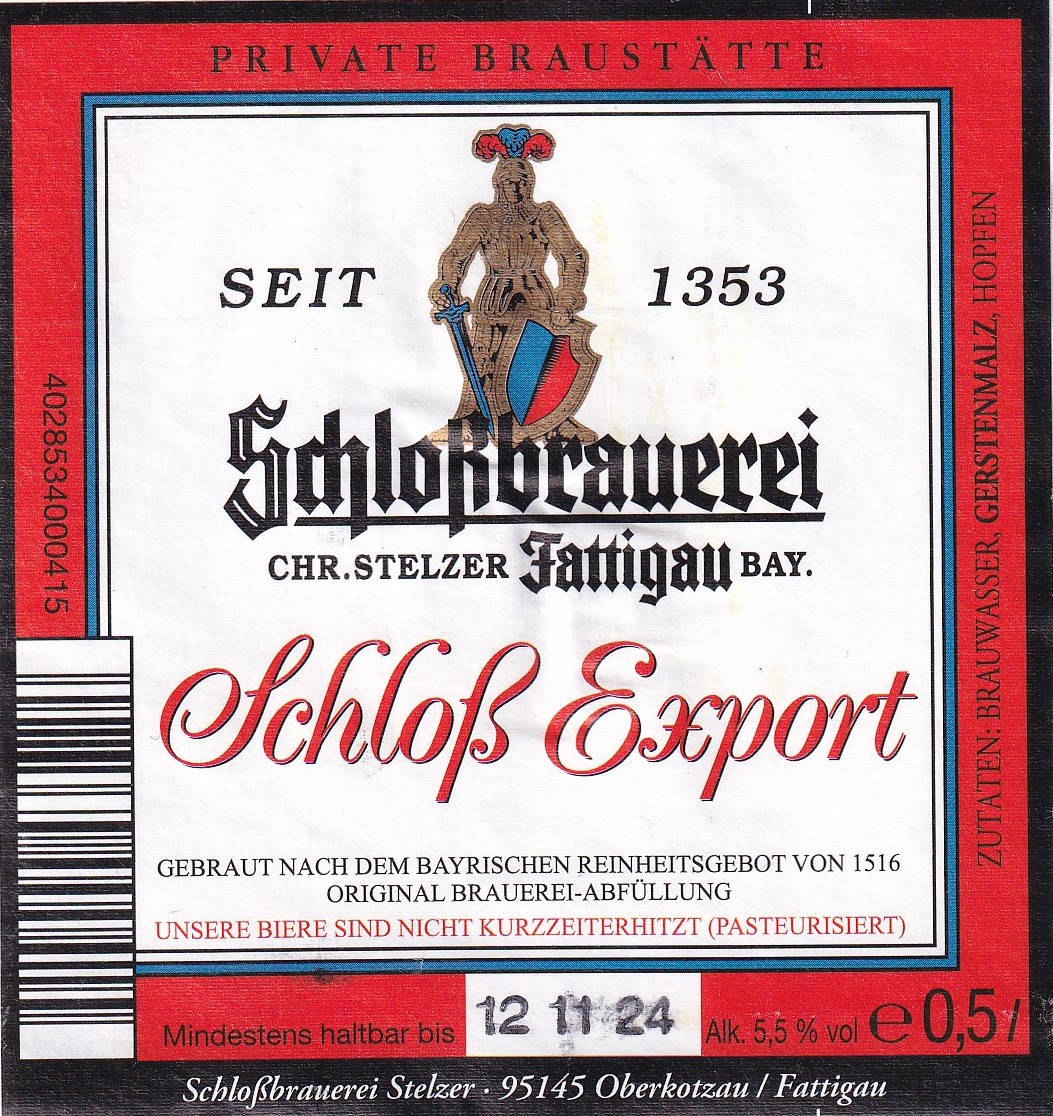 PRIVATE BRAUSTÄTTE
SEIT 1353
Schloßbrauerei
CHR. STELZER Fattigau BAY.
Schloß Export
GEBRAUT NACH DEM BAYRISCHEN REINHEITSGEBOT VON 1516
ORIGINAL BRAUEREI-ABFÜLLUNG
UNSERE BIERE SIND NICHT KURZZEITERHITZT (PASTEURISIERT)
4028534000415
ZUTATEN: BRAUWASSER, GERSTENMALZ, HOPFEN
Mindestens haltbar bis 12 11 24 Alk. 5,5 % vol e 0,5 l
Schloßbrauerei Stelzer · 95145 Oberkotzau / Fattigau